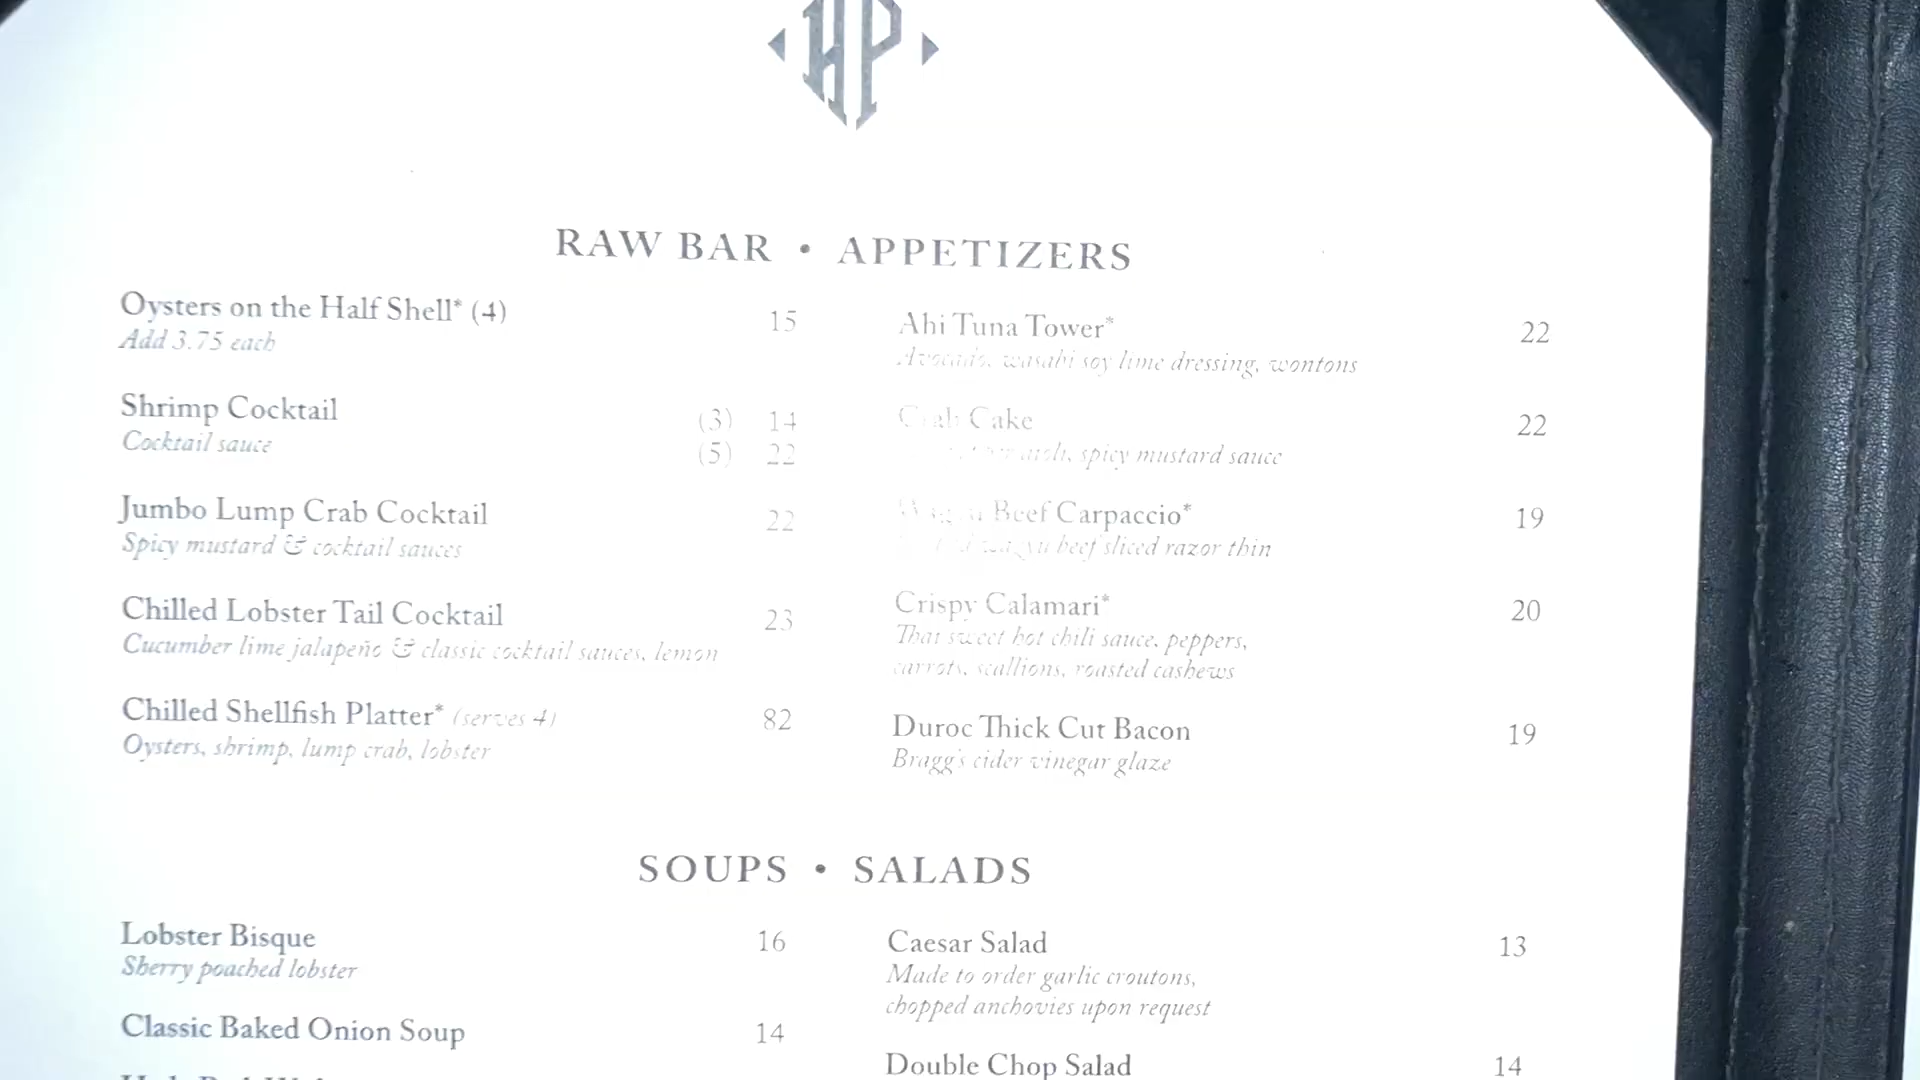 HP
RAW BAR • APPETIZERS
Oysters on the Half Shell* (4) 15
Add 3.75 each
Shrimp Cocktail (3) 14
Cocktail sauce (5) 22
Jumbo Lump Crab Cocktail 22
Spicy mustard & cocktail sauces
Chilled Lobster Tail Cocktail 23
Cucumber lime jalapeño & classic cocktail sauces, lemon
Chilled Shellfish Platter* (serves 4) 82
Oysters, shrimp, lump crab, lobster
Ahi Tuna Tower* 22
Avocado, wasabi soy lime dressing, wontons
Crab Cake 22
spicy mustard sauce
Beef Carpaccio* 19
wagyu beef sliced razor thin
Crispy Calamari* 20
Thai sweet hot chili sauce, peppers,
carrots, scallions, roasted cashews
Duroc Thick Cut Bacon 19
Bragg's cider vinegar glaze
SOUPS • SALADS
Lobster Bisque 16
Sherry poached lobster
Classic Baked Onion Soup 14
Caesar Salad 13
Made to order garlic croutons,
chopped anchovies upon request
Double Chop Salad 14